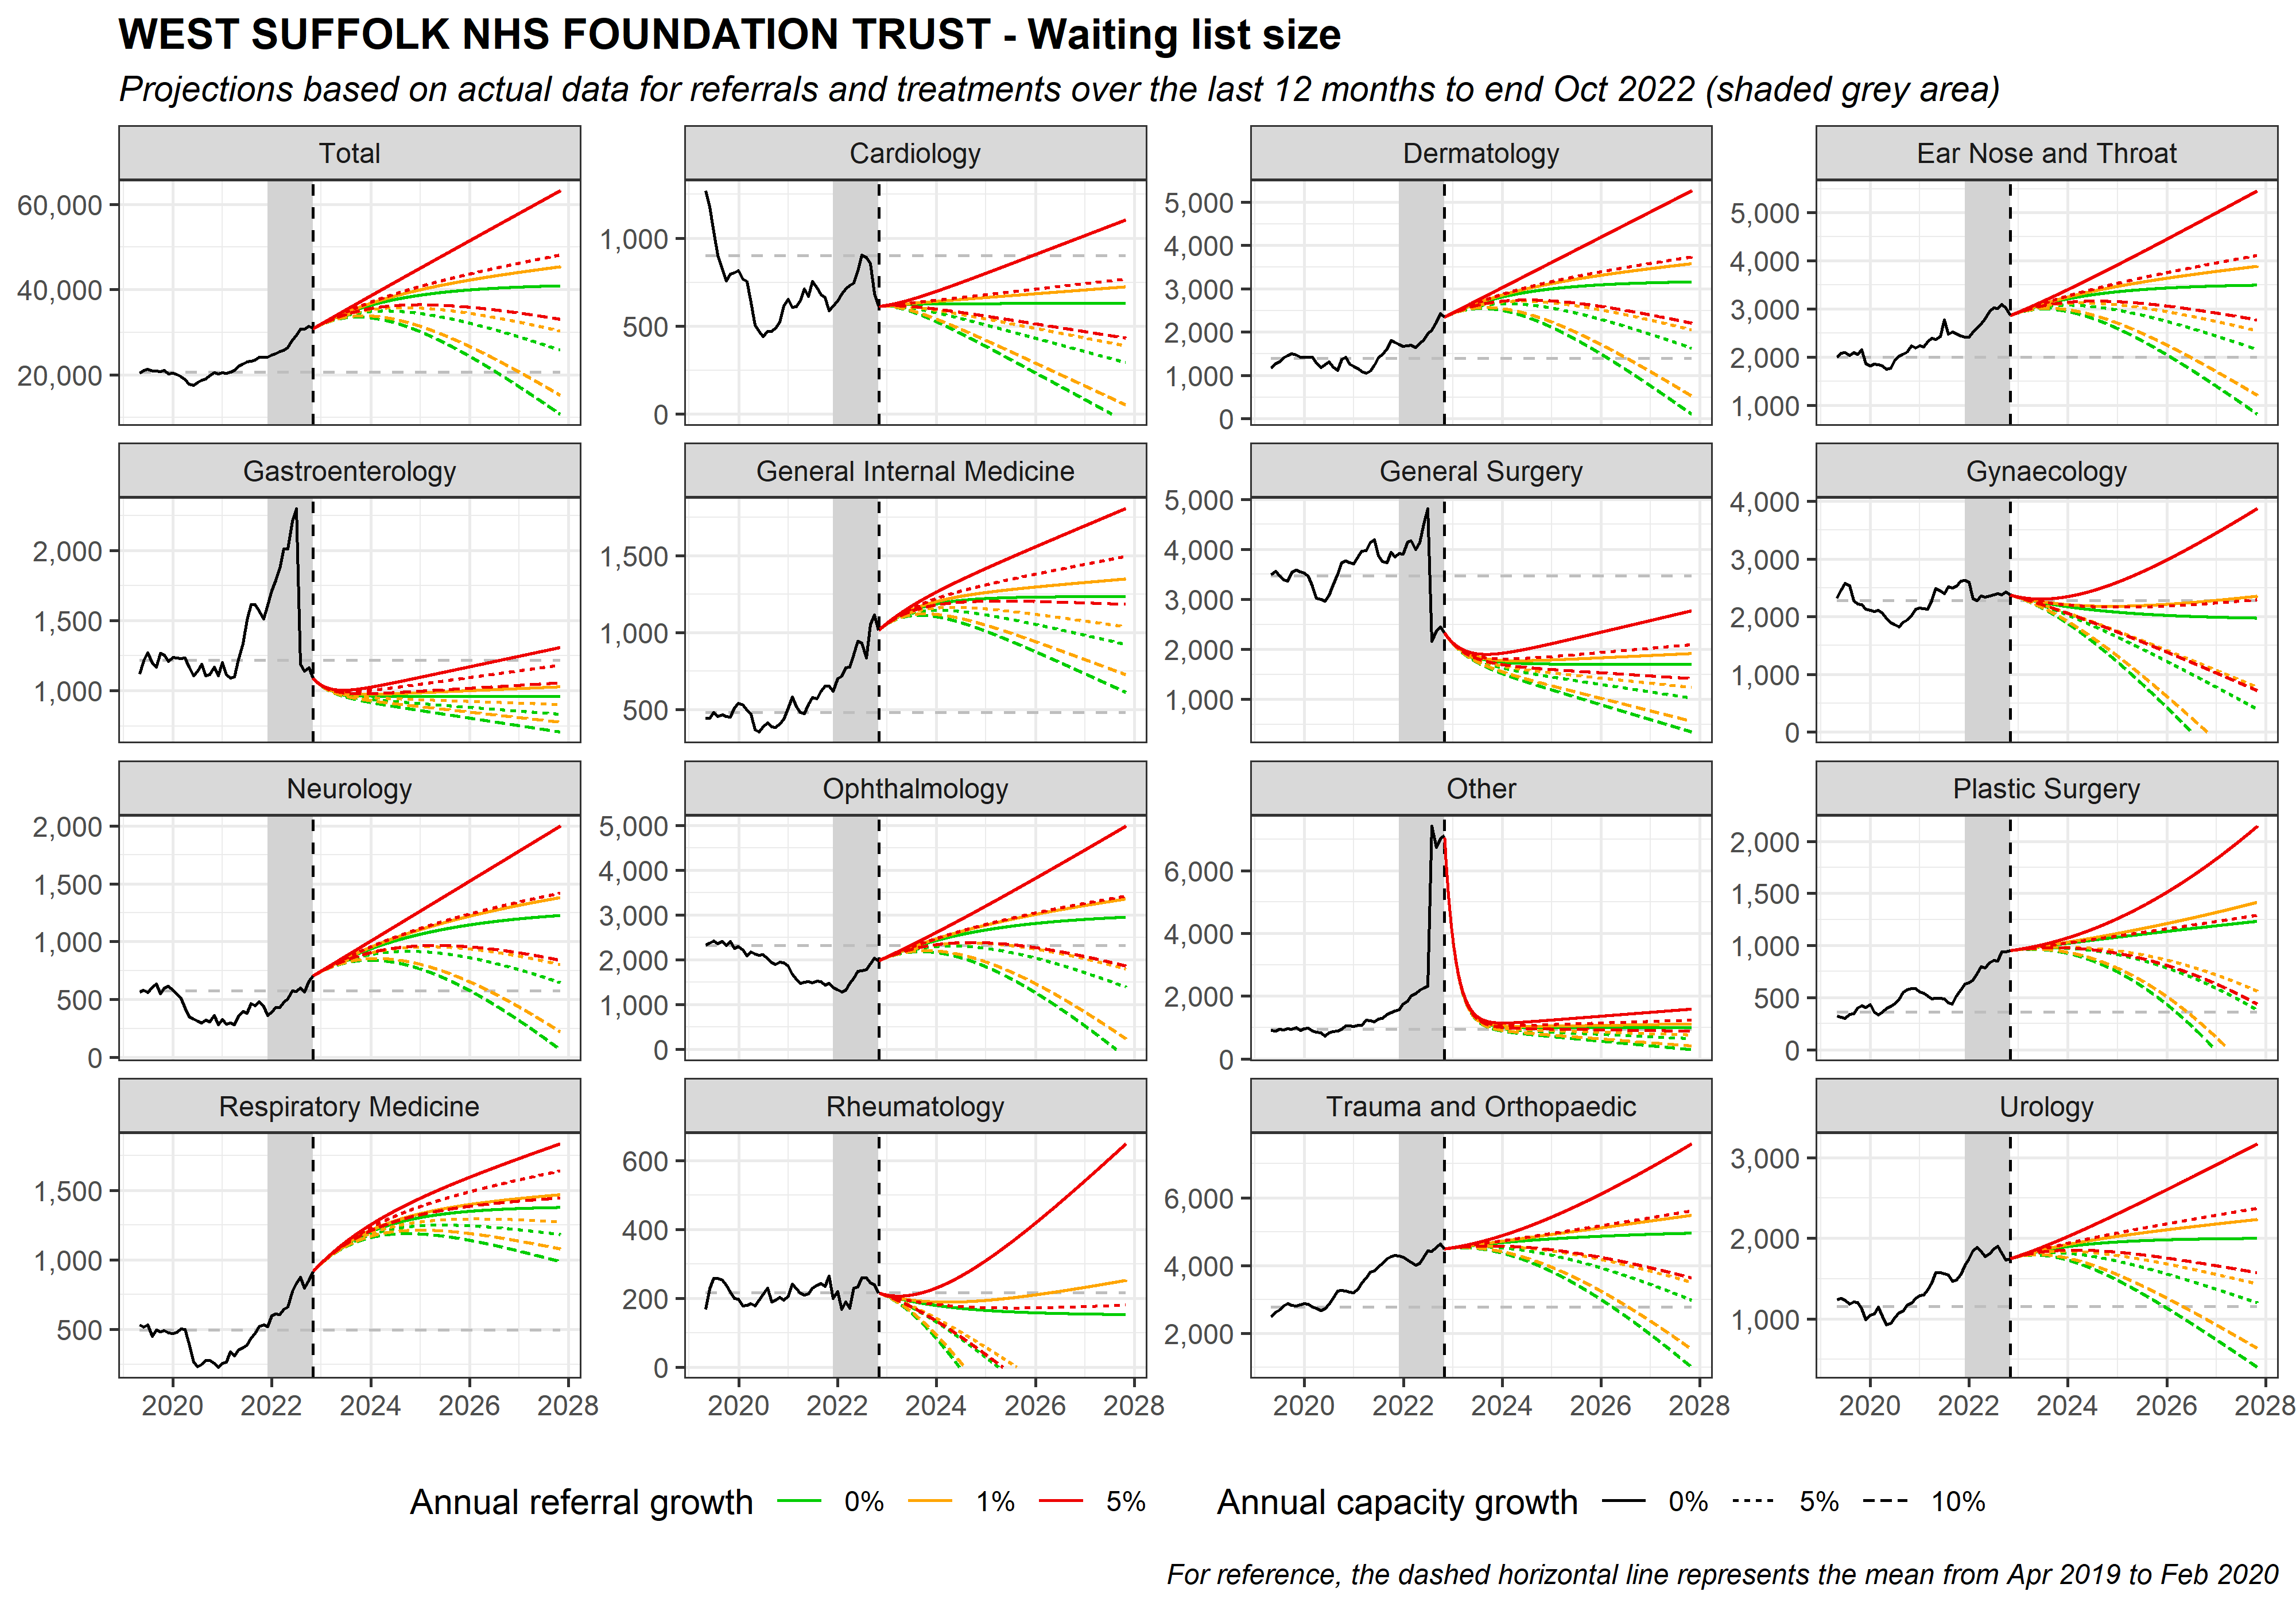 WEST SUFFOLK NHS FOUNDATION TRUST - Waiting list size
Projections based on actual data for referrals and treatments over the last 12 months to end Oct 2022 (shaded grey area)
Total
Cardiology
Dermatology
Ear Nose and Throat
60,000
40,000
20,000
1,000
500
0
5,000
4,000
3,000
2,000
1,000
0
5,000
4,000
3,000
2,000
1,000
Gastroenterology
General Internal Medicine
General Surgery
Gynaecology
2,000
1,500
1,000
1,500
1,000
500
5,000
4,000
3,000
2,000
1,000
4,000
3,000
2,000
1,000
0
Neurology
Ophthalmology
Other
Plastic Surgery
2,000
1,500
1,000
500
0
5,000
4,000
3,000
2,000
1,000
0
6,000
4,000
2,000
0
2,000
1,500
1,000
500
0
Respiratory Medicine
Rheumatology
Trauma and Orthopaedic
Urology
1,500
1,000
500
600
400
200
0
6,000
4,000
2,000
3,000
2,000
1,000
2020 2022 2024 2026 2028
2020 2022 2024 2026 2028
2020 2022 2024 2026 2028
2020 2022 2024 2026 2028
Annual referral growth 0% 1% 5%
Annual capacity growth 0% 5% 10%
For reference, the dashed horizontal line represents the mean from Apr 2019 to Feb 2020